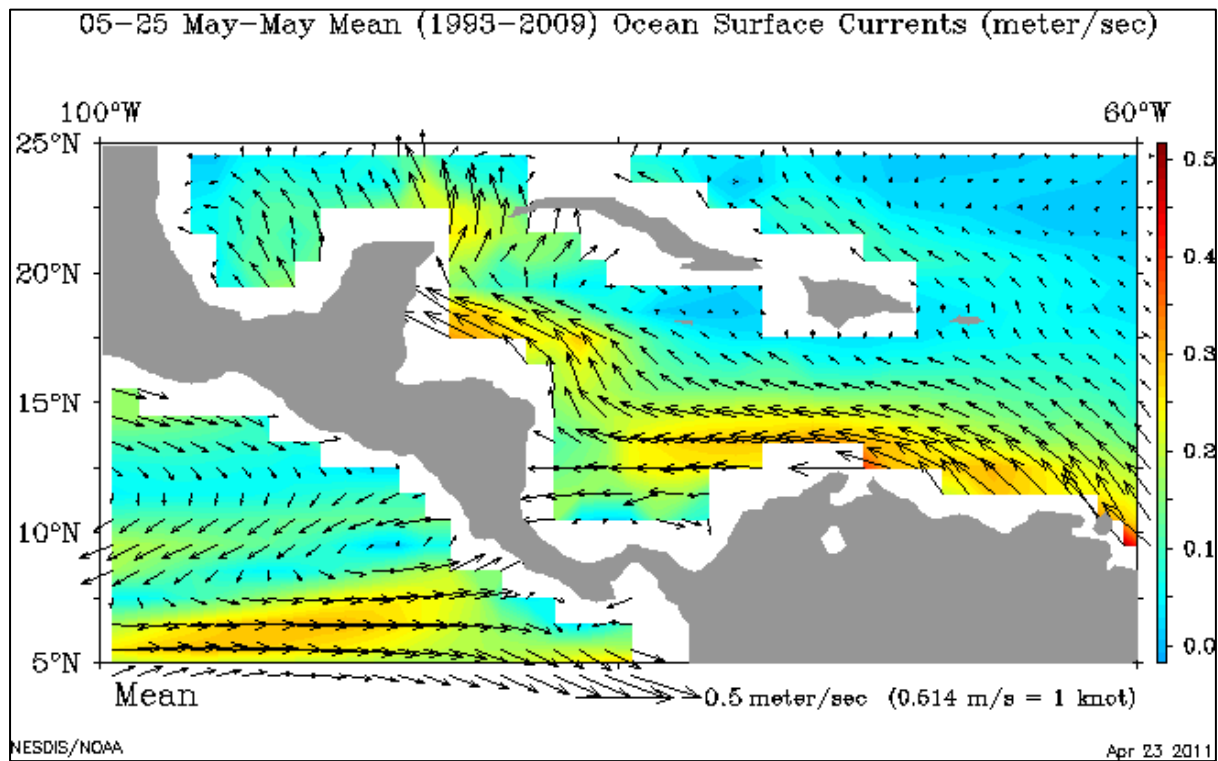 05-25 May-May Mean (1993-2009) Ocean Surface Currents (meter/sec)
100°W 60°W
25°N
20°N
15°N
10°N
5°N
0.5
0.4
0.3
0.2
0.1
0.0
Mean
0.5 meter/sec (0.614 m/s = 1 knot)
NESDIS/NOAA
Apr 23 2011